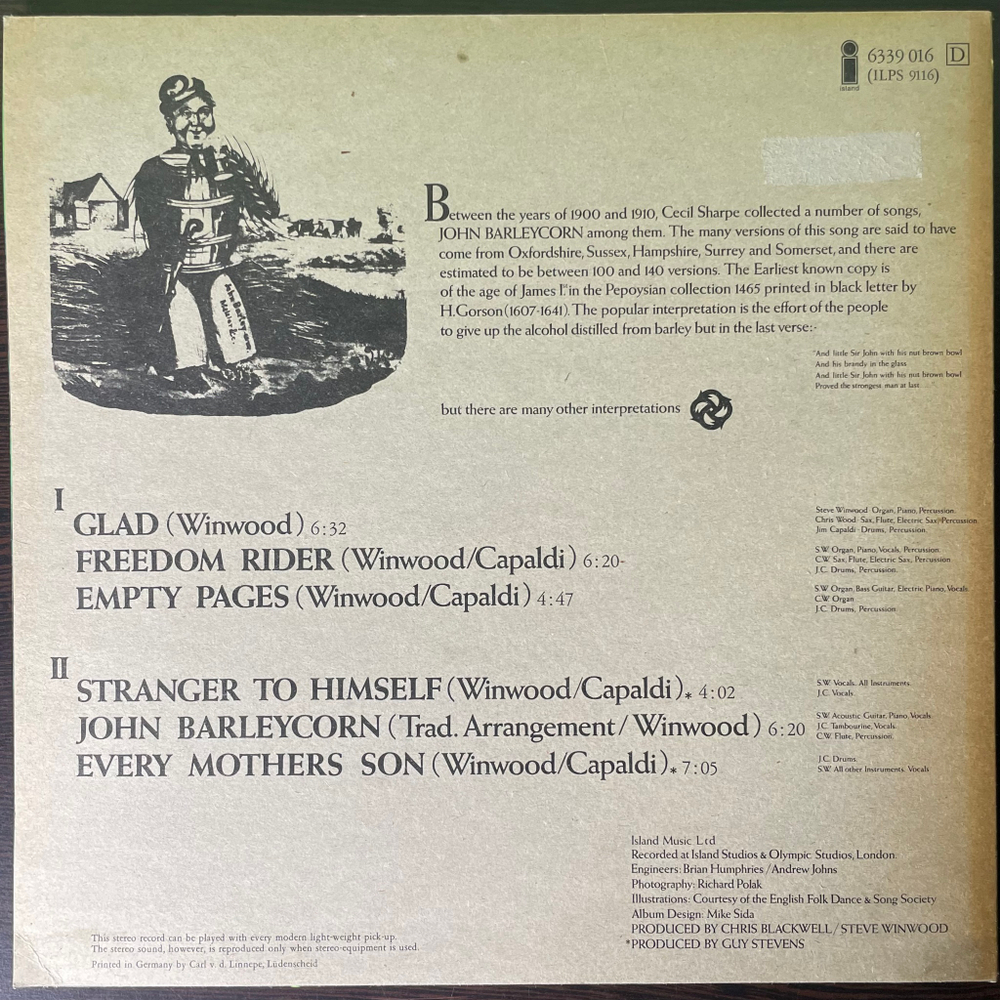 island
6339 016 D
(ILPS 9116)
Between the years of 1900 and 1910, Cecil Sharpe collected a number of songs,
JOHN BARLEYCORN among them. The many versions of this song are said to have
come from Oxfordshire, Sussex, Hampshire, Surrey and Somerset, and there are
estimated to be between 100 and 140 versions. The Earliest known copy is
of the age of James Ist in the Pepoysian collection 1465 printed in black letter by
H.Gorson(1607-1641). The popular interpretation is the effort of the people
to give up the alcohol distilled from barley but in the last verse:-
"And little Sir John with his nut brown bowl
And his brandy in the glass
And little Sir John with his nut brown bowl
Proved the strongest man at last.
but there are many other interpretations
I
GLAD (Winwood) 6:32
FREEDOM RIDER (Winwood/Capaldi) 6:20-
EMPTY PAGES (Winwood/Capaldi) 4:47
Steve Winwood - Organ, Piano, Percussion.
Chris Wood - Sax, Flute, Electric Sax, Percussion.
Jim Capaldi - Drums, Percussion.
S.W. Organ, Piano, Vocals, Percussion.
C.W. Sax, Flute, Electric Sax, Percussion
J.C. Drums, Percussion.
S.W. Organ, Bass Guitar, Electric Piano, Vocals.
C.W. Organ
J.C. Drums, Percussion
II
STRANGER TO HIMSELF (Winwood/Capaldi)* 4:02
JOHN BARLEYCORN (Trad. Arrangement / Winwood) 6:20
EVERY MOTHERS SON (Winwood/Capaldi)* 7:05
S.W. Vocals. All Instruments.
J.C. Vocals.
S.W. Acoustic Guitar, Piano, Vocals.
J.C. Tambourine, Vocals.
C.W. Flute, Percussion.
J.C. Drums.
S.W. All other Instruments. Vocals
Island Music Ltd
Recorded at Island Studios & Olympic Studios, London.
Engineers: Brian Humphries / Andrew Johns
Photography: Richard Polak
Illustrations: Courtesy of the English Folk Dance & Song Society
Album Design: Mike Sida
PRODUCED BY CHRIS BLACKWELL / STEVE WINWOOD
*PRODUCED BY GUY STEVENS
This stereo record can be played with every modern light-weight pick-up.
The stereo sound, however, is reproduced only when stereo-equipment is used.
Printed in Germany by Carl v. d. Linnepe, Lüdenscheid